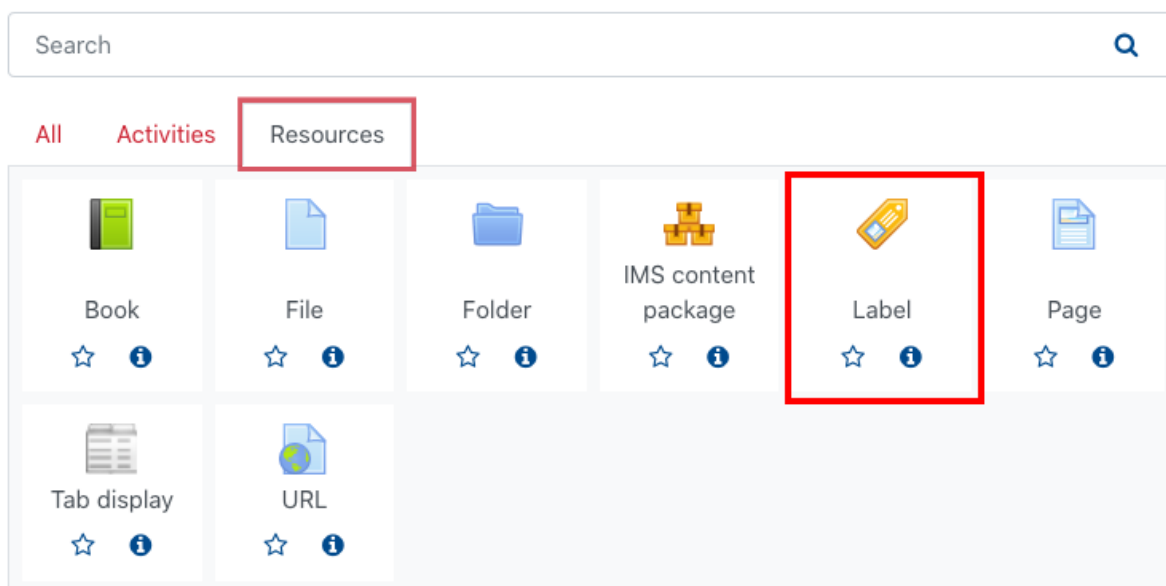 Search
All Activities Resources
Book File Folder IMS content package Label Page
Tab display URL